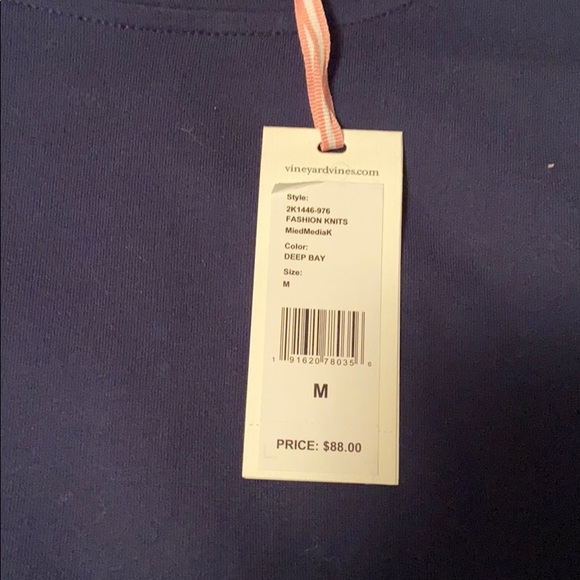 vineyardvines.com
Style:
2K1446-976
FASHION KNITS
MiedMediaK
Color:
DEEP BAY
Size:
M
1 91620 78035 6
M
PRICE: $88.00